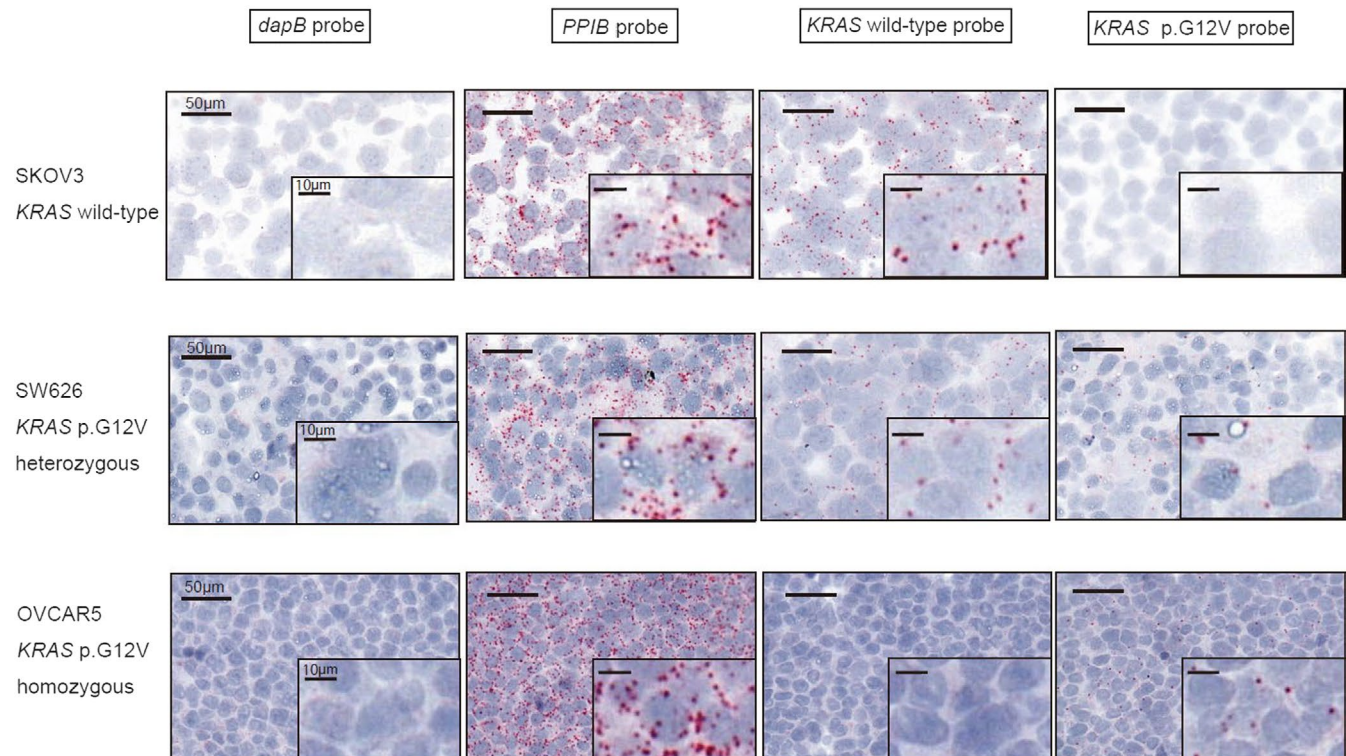 dapB probe
PPIB probe
KRAS wild-type probe
KRAS p.G12V probe
SKOV3
KRAS wild-type
50μm
10μm
SW626
KRAS p.G12V
heterozygous
50μm
10μm
OVCAR5
KRAS p.G12V
homozygous
50μm
10μm